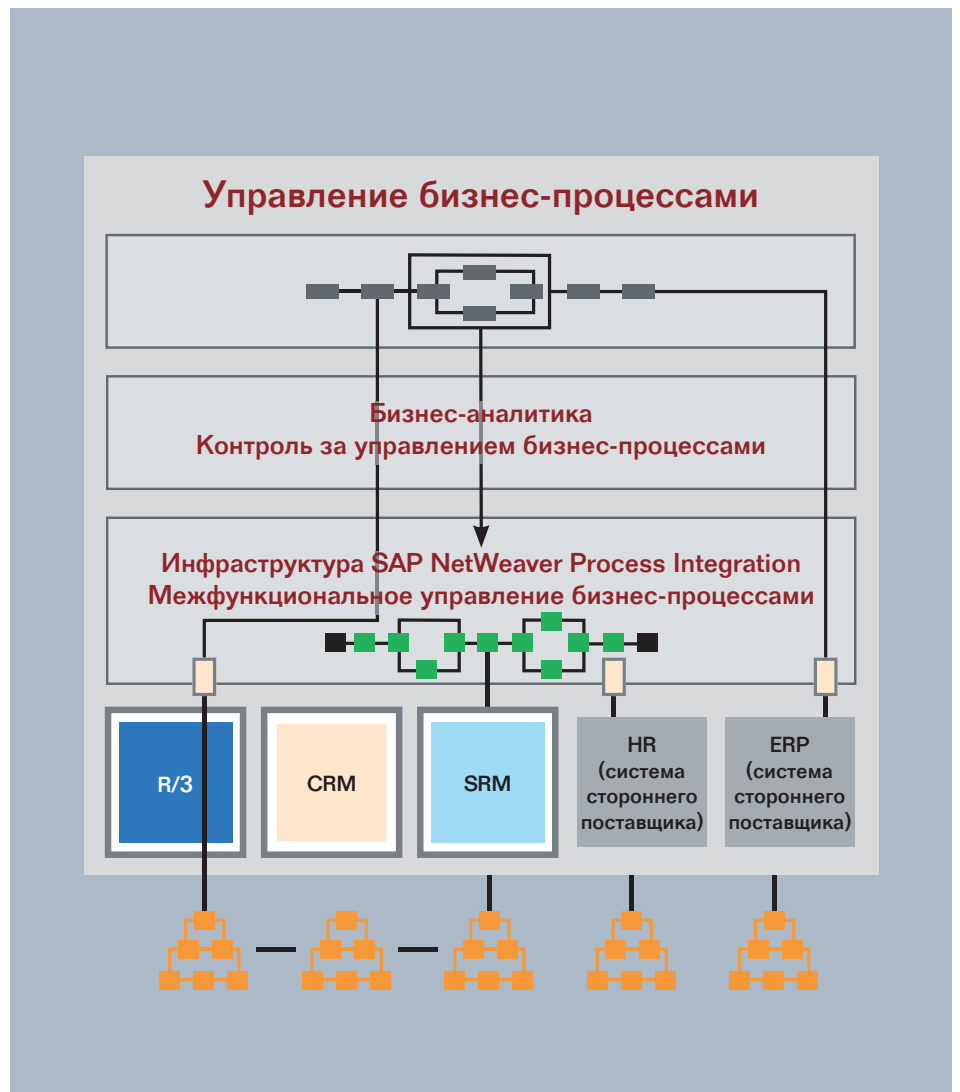 Управление бизнес-процессами
Бизнес-аналитика
Контроль за управлением бизнес-процессами
Инфраструктура SAP NetWeaver Process Integration
Межфункциональное управление бизнес-процессами
R/3
CRM
SRM
HR
(система
стороннего
поставщика)
ERP
(система
стороннего
поставщика)